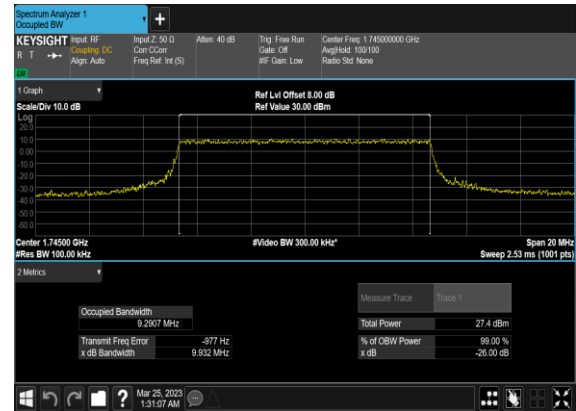 Spectrum Analyzer 1
Occupied BW
+
KEYSIGHT Input: RF Input Z: 50 Ω Atten: 40 dB Trig: Free Run Center Freq: 1.745000000 GHz
R T Coupling: DC Corr CCorr Gate: Off Avg|Hold: 100/100
Align: Auto Freq Ref: Int (S) #IF Gain: Low Radio Std: None
LXI
1 Graph
Ref Lvl Offset 8.00 dB
Scale/Div 10.0 dB Ref Value 30.00 dBm
Log
20.0
10.0
0.00
-10.0
-20.0
-30.0
-40.0
-50.0
-60.0
Center 1.74500 GHz #Video BW 300.00 kHz* Span 20 MHz
#Res BW 100.00 kHz Sweep 2.53 ms (1001 pts)
2 Metrics
Measure Trace Trace 1
Occupied Bandwidth
9.2907 MHz Total Power 27.4 dBm
Transmit Freq Error -977 Hz % of OBW Power 99.00 %
x dB Bandwidth 9.932 MHz x dB -26.00 dB
? Mar 25, 2023
1:31:07 AM